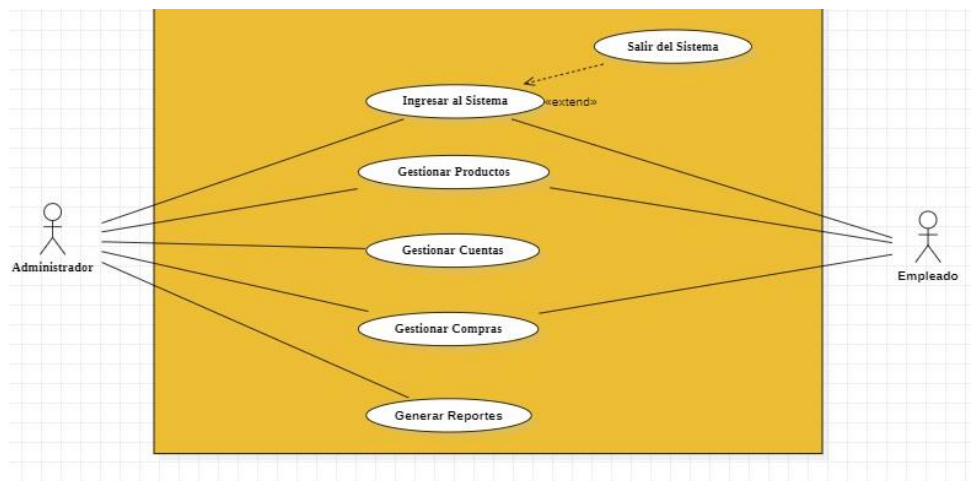 Salir del Sistema
Ingresar al Sistema
«extend»
Gestionar Productos
Gestionar Cuentas
Administrador
Empleado
Gestionar Compras
Generar Reportes